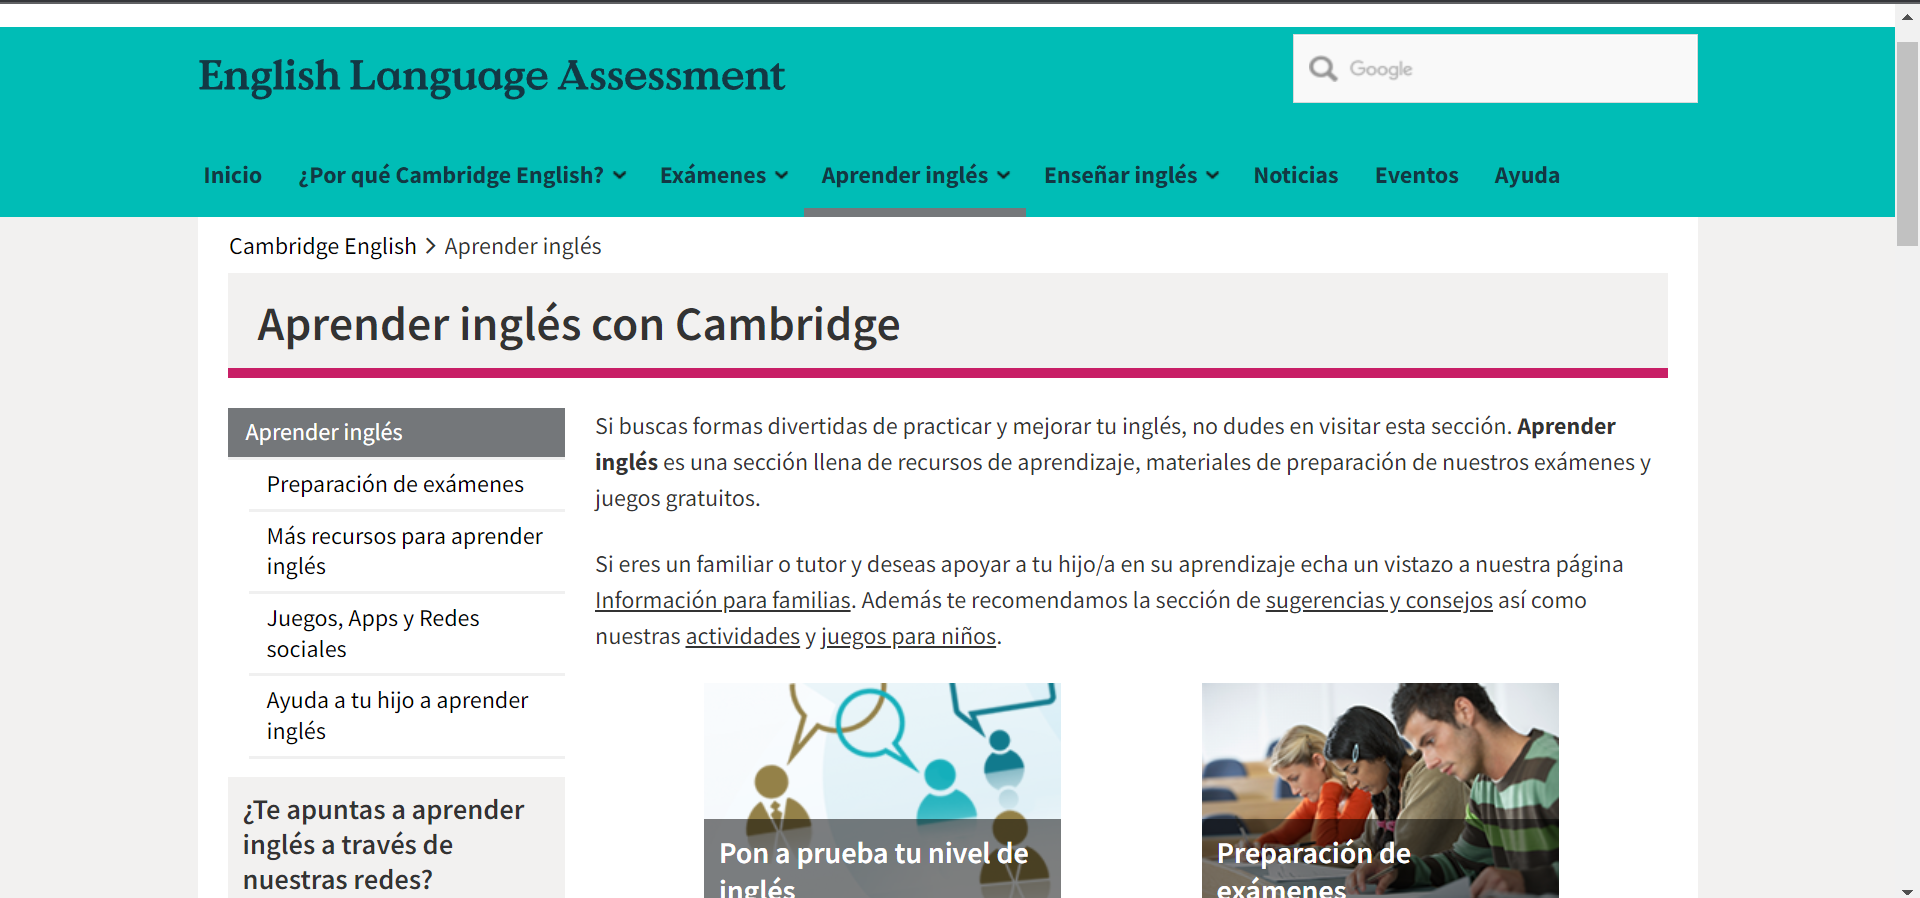 English Language Assessment
Google
Inicio ¿Por qué Cambridge English? Exámenes Aprender inglés Enseñar inglés Noticias Eventos Ayuda
Cambridge English > Aprender inglés
Aprender inglés con Cambridge
Aprender inglés
Preparación de exámenes
Más recursos para aprender
inglés
Juegos, Apps y Redes
sociales
Ayuda a tu hijo a aprender
inglés
¿Te apuntas a aprender
inglés a través de
nuestras redes?
Si buscas formas divertidas de practicar y mejorar tu inglés, no dudes en visitar esta sección. Aprender
inglés es una sección llena de recursos de aprendizaje, materiales de preparación de nuestros exámenes y
juegos gratuitos.
Si eres un familiar o tutor y deseas apoyar a tu hijo/a en su aprendizaje echa un vistazo a nuestra página
Información para familias. Además te recomendamos la sección de sugerencias y consejos así como
nuestras actividades y juegos para niños.
Pon a prueba tu nivel de
inglés
Preparación de
exámenes